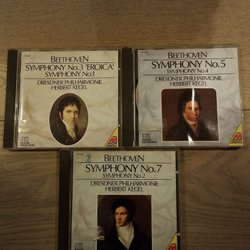 BEETHOVEN
SYMPHONY No.3 'EROICA'
SYMPHONY No.1
DRESDNER PHILHARMONIE
HERBERT KEGEL
BEETHOVEN
SYMPHONY No.5
SYMPHONY No.4
DRESDNER PHILHARMONIE
HERBERT KEGEL
BEETHOVEN
SYMPHONY No.7
SYMPHONY No.2
DRESDNER PHILHARMONIE
HERBERT KEGEL